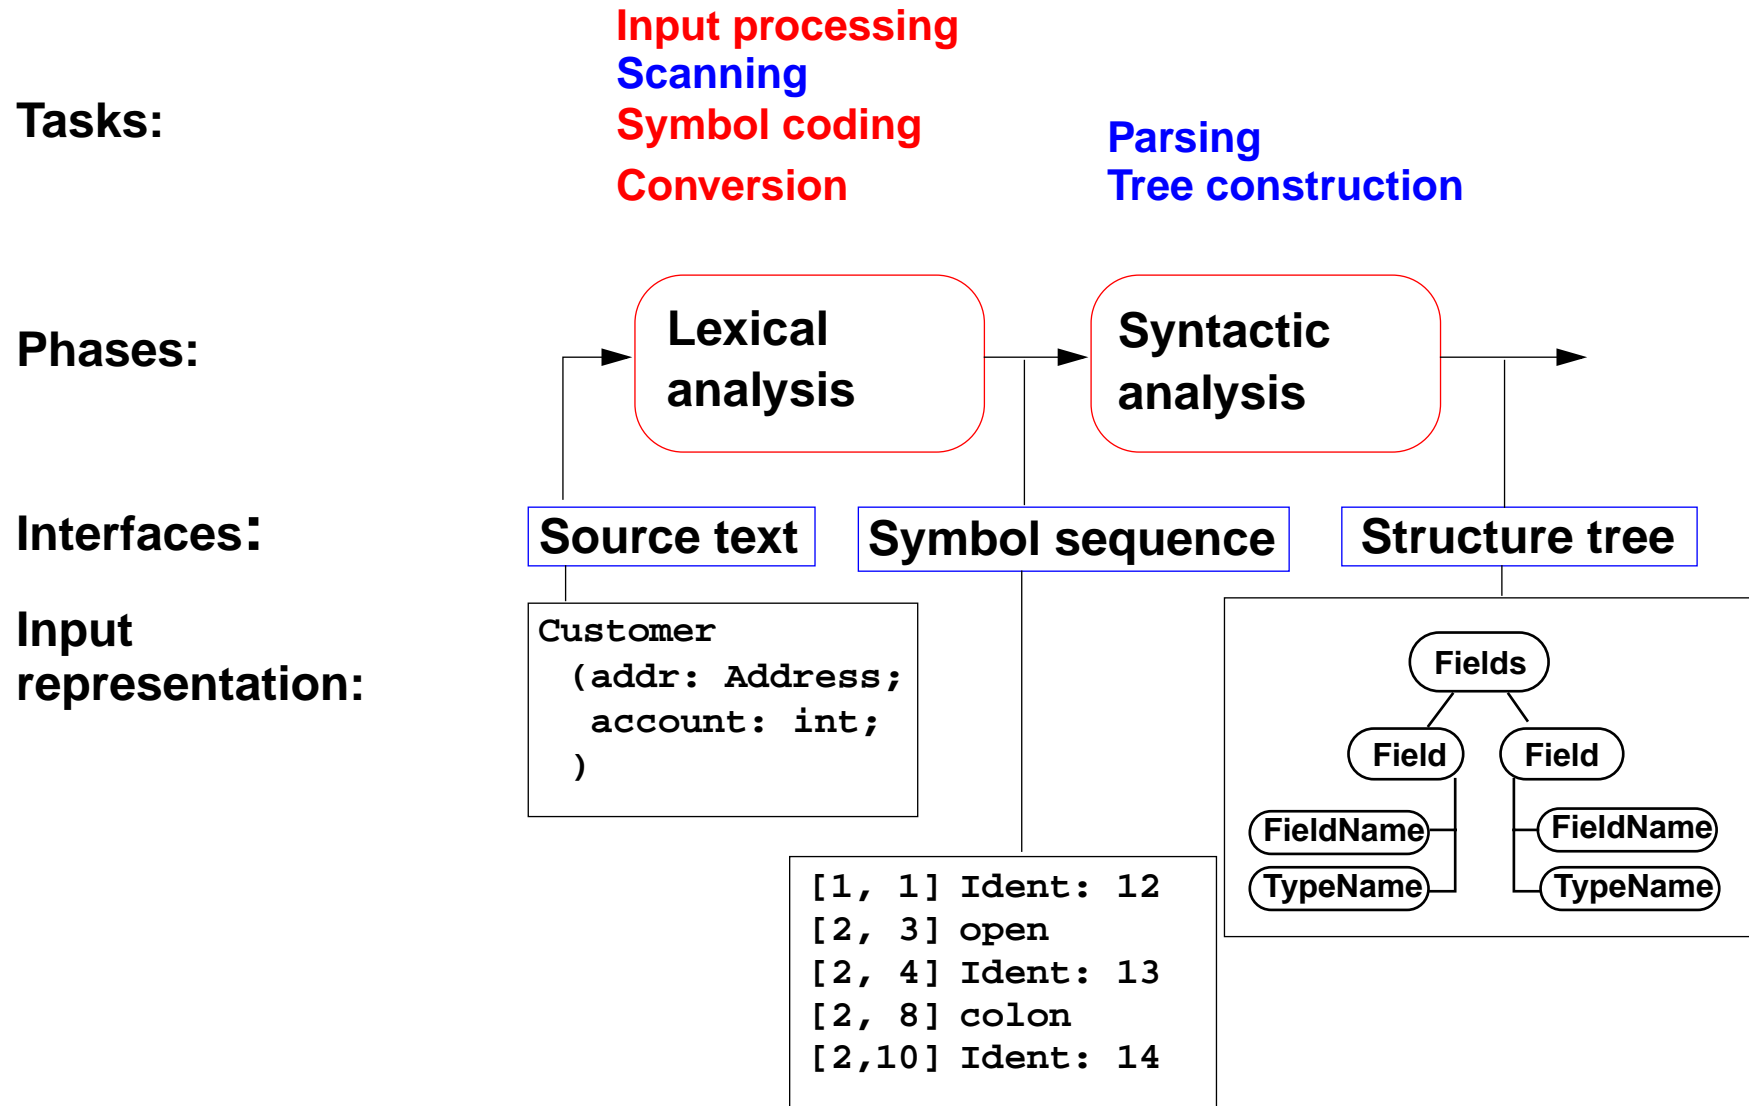 Input processing
Scanning
Tasks:
Symbol coding
Parsing
Conversion
Tree construction
Phases:
Lexical
analysis
Syntactic
analysis
Interfaces:
Source text
Symbol sequence
Structure tree
Input
representation:
Customer
(addr: Address;
account: int;
)
Fields
Field
Field
FieldName
FieldName
TypeName
TypeName
[1, 1] Ident: 12
[2, 3] open
[2, 4] Ident: 13
[2, 8] colon
[2,10] Ident: 14